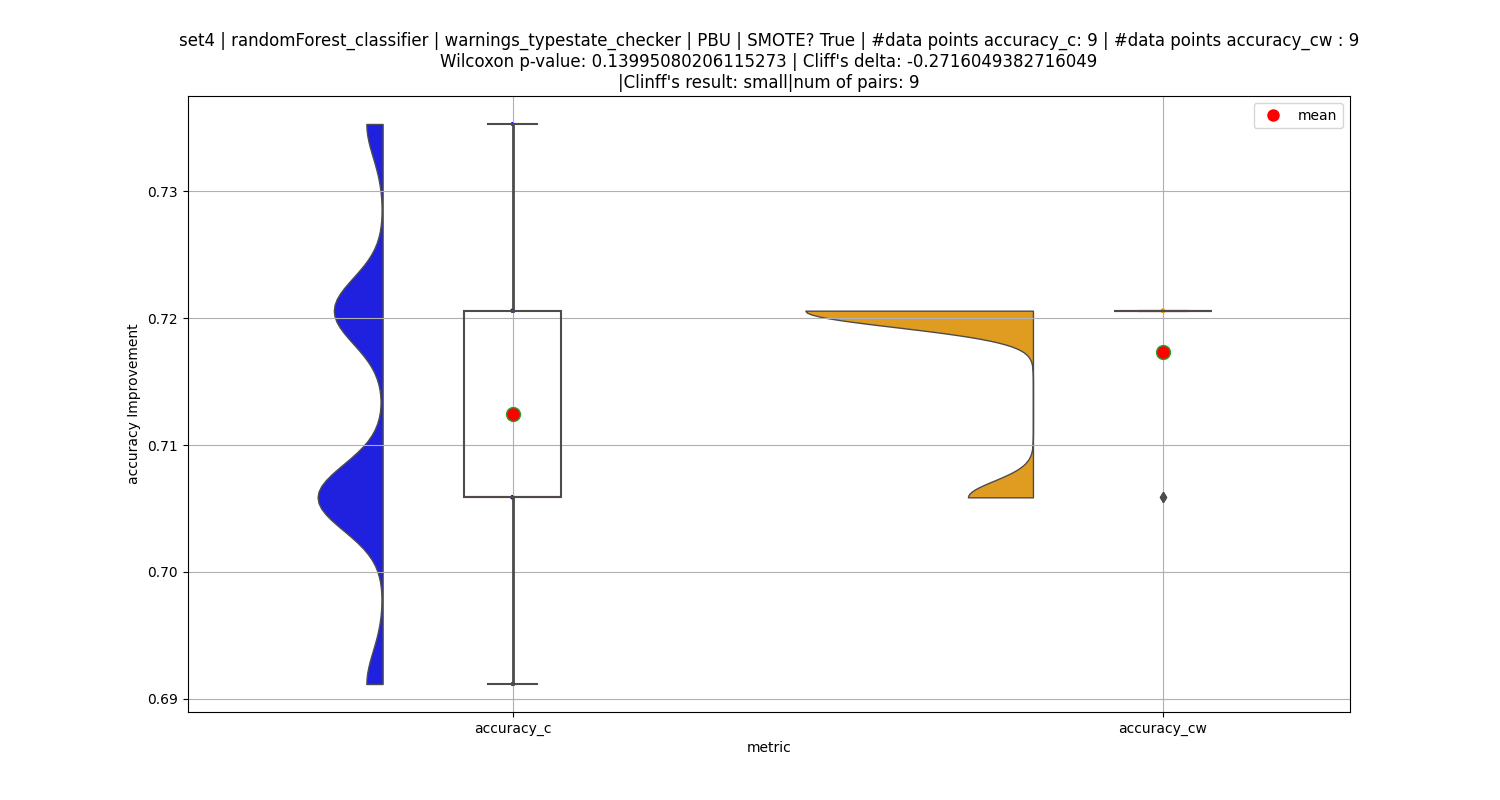 set4 | randomForest_classifier | warnings_typestate_checker | PBU | SMOTE? True | #data points accuracy_c: 9 | #data points accuracy_cw : 9
Wilcoxon p-value: 0.13995080206115273 | Cliff's delta: -0.2716049382716049
|Clinff's result: small|num of pairs: 9
mean
0.73
0.72
0.71
0.70
0.69
accuracy Improvement
accuracy_c
accuracy_cw
metric